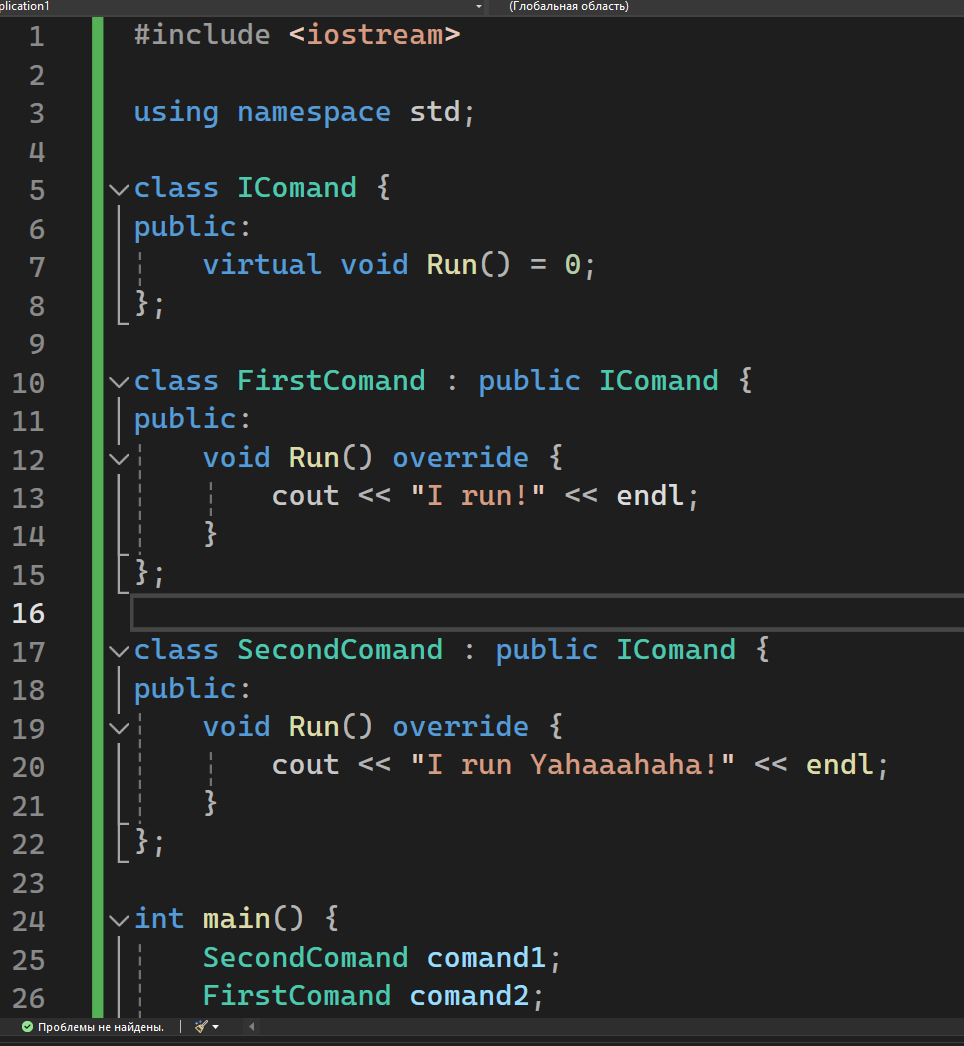 plication1 (Глобальная область)
1 #include <iostream>
2
3 using namespace std;
4
5 class IComand {
6 public:
7     virtual void Run() = 0;
8 };
9
10 class FirstComand : public IComand {
11 public:
12     void Run() override {
13         cout << "I run!" << endl;
14     }
15 };
16
17 class SecondComand : public IComand {
18 public:
19     void Run() override {
20         cout << "I run Yahaaahaha!" << endl;
21     }
22 };
23
24 int main() {
25     SecondComand comand1;
26     FirstComand comand2;
Проблемы не найдены.